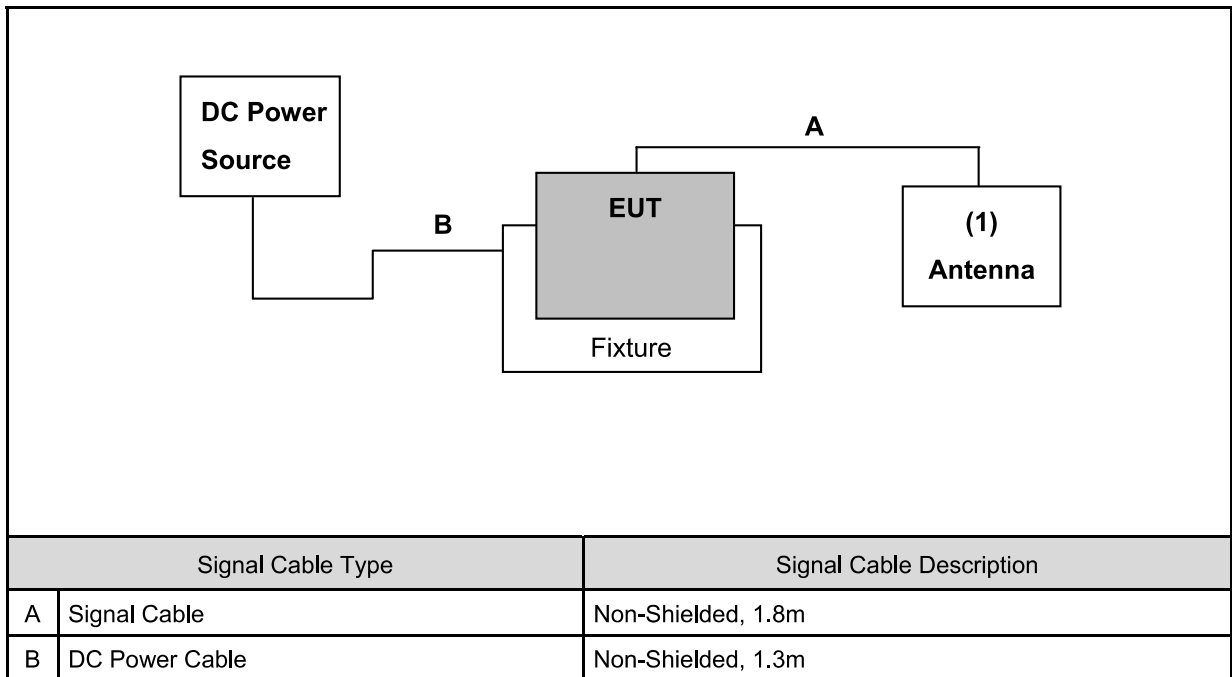 DC Power
Source
A
B
EUT
(1)
Antenna
Fixture
Signal Cable Type Signal Cable Description
A Signal Cable Non-Shielded, 1.8m
B DC Power Cable Non-Shielded, 1.3m